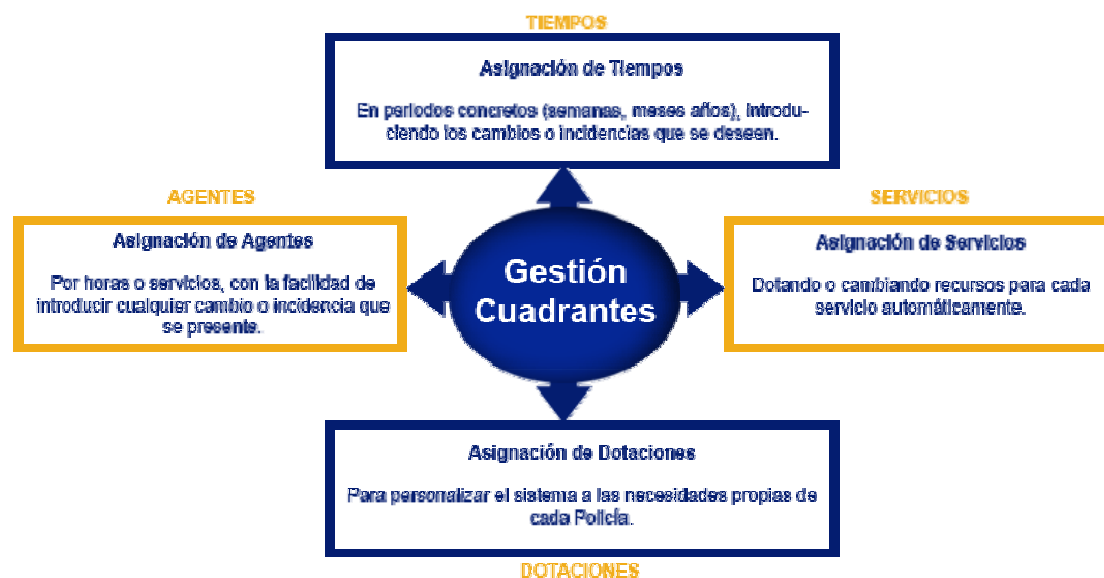 TIEMPOS
Asignación de Tiempos
En periodos concretos (semanas, meses años), introdu-
ciendo los cambios o incidencias que se deseen.
AGENTES
Asignación de Agentes
Por horas o servicios, con la facilidad de
introducir cualquier cambio o incidencia que
se presente.
Gestión
Cuadrantes
SERVICIOS
Asignación de Servicios
Dotando o cambiando recursos para cada
servicio automáticamente.
Asignación de Dotaciones
Para personalizar el sistema a las necesidades propias de
cada Policía.
DOTACIONES